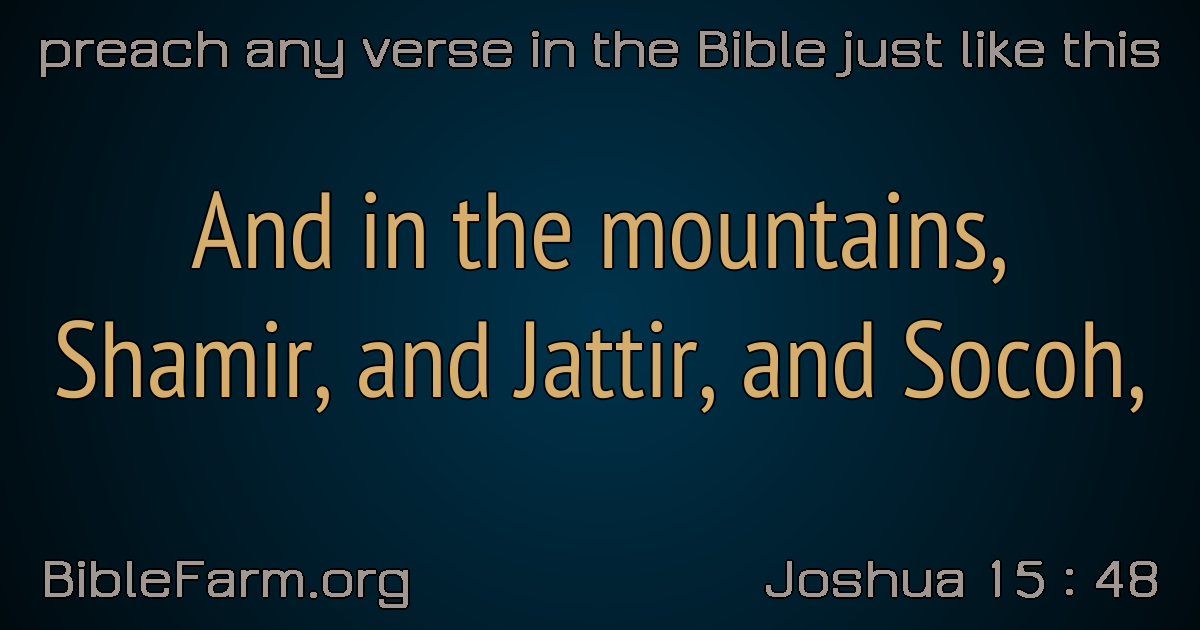 preach any verse in the Bible just like this
And in the mountains,
Shamir, and Jattir, and Socoh,
BibleFarm.org
Joshua 15 : 48